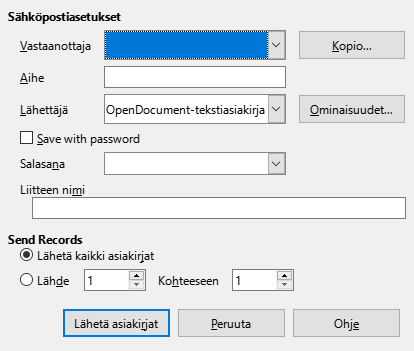 Sähköpostiasetukset
Vastaanottaja Kopio...
Aihe
Lähettäjä OpenDocument-tekstiasiakirja Ominaisuudet...
Save with password
Salasana
Liitteen nimi
Send Records
Lähetä kaikki asiakirjat
Lähde 1 Kohteeseen 1
Lähetä asiakirjat Peruuta Ohje